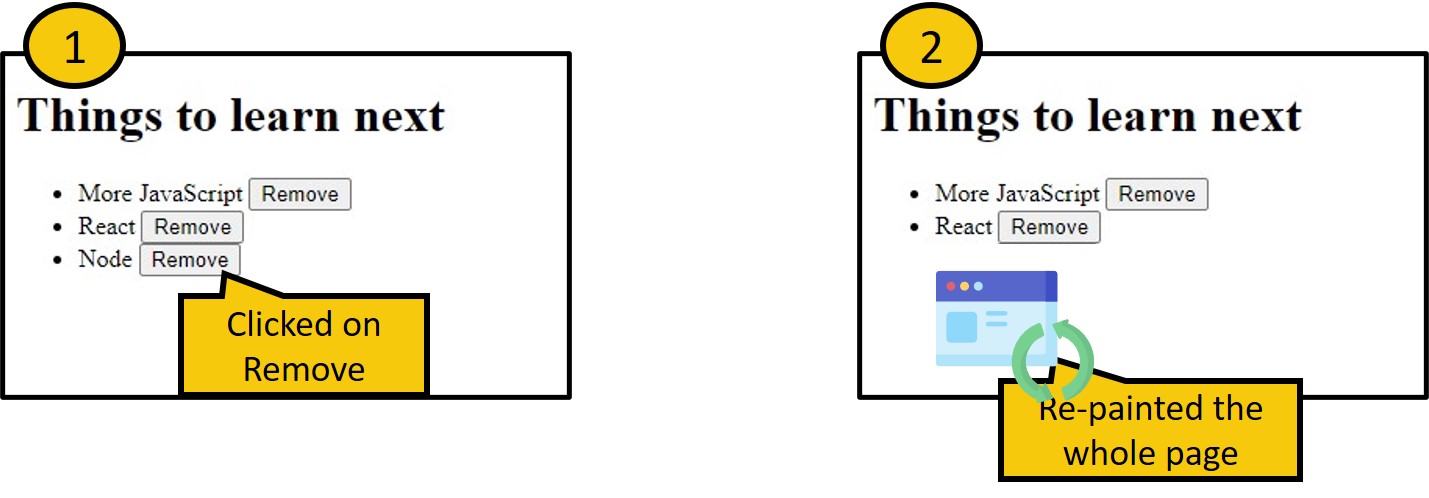 1
Things to learn next
• More JavaScript Remove
• React Remove
• Node Remove
Clicked on
Remove
2
Things to learn next
• More JavaScript Remove
• React Remove
Re-painted the
whole page